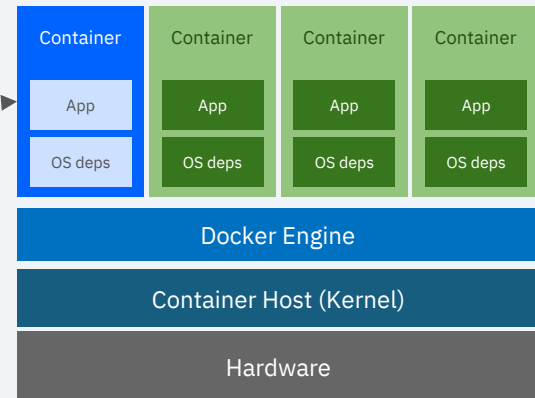 Container Container Container Container
App App App App
OS deps OS deps OS deps OS deps
Docker Engine
Container Host (Kernel)
Hardware